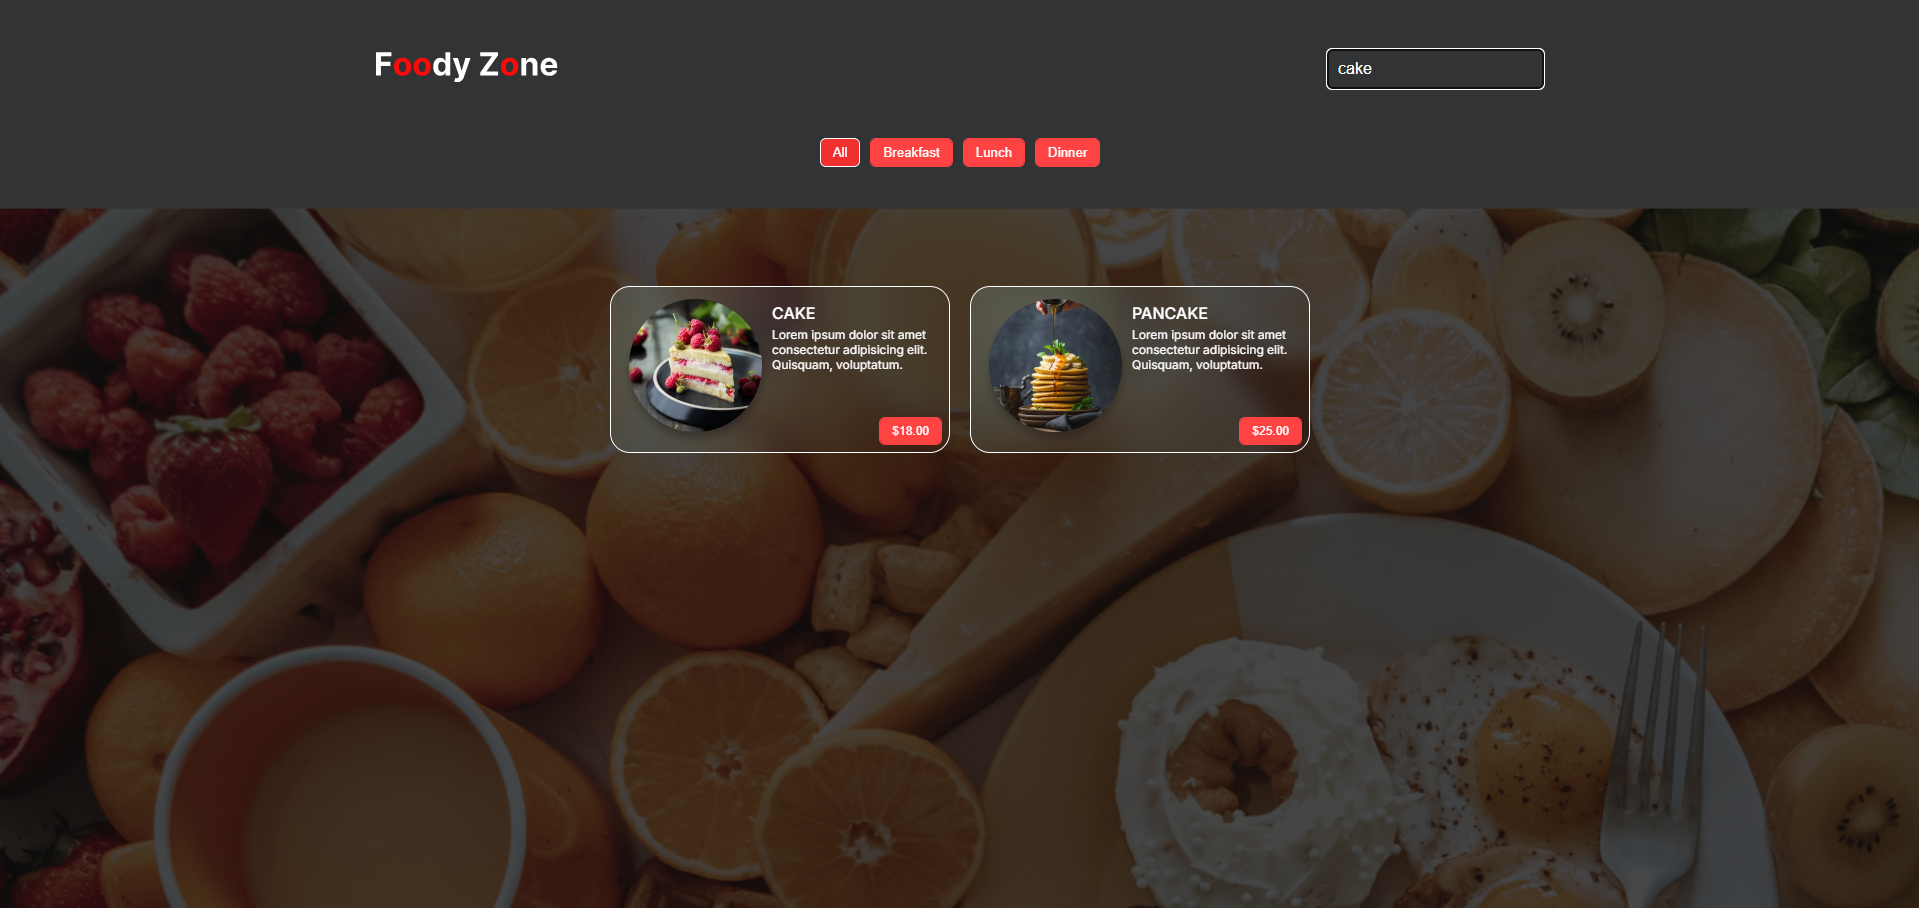 Foody Zone
cake
All
Breakfast
Lunch
Dinner
CAKE
Lorem ipsum dolor sit amet
consectetur adipisicing elit.
Quisquam, voluptatum.
$18.00
PANCAKE
Lorem ipsum dolor sit amet
consectetur adipisicing elit.
Quisquam, voluptatum.
$25.00